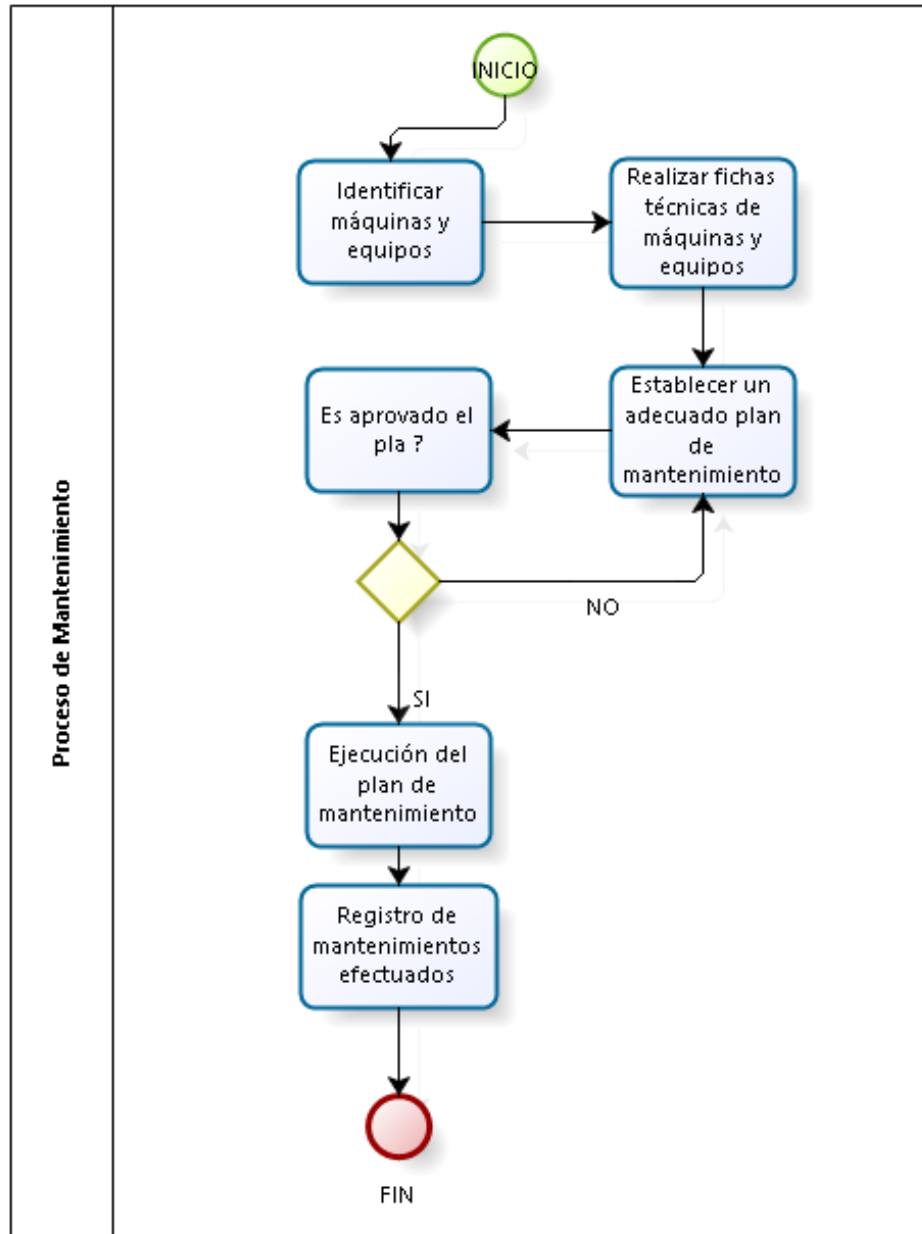 Proceso de Mantenimiento
INICIO
Identificar
máquinas y
equipos
Realizar fichas
técnicas de
máquinas y
equipos
Establecer un
adecuado plan
de
mantenimiento
Es aprovado el
pla ?
NO
SI
Ejecución del
plan de
mantenimiento
Registro de
mantenimientos
efectuados
FIN